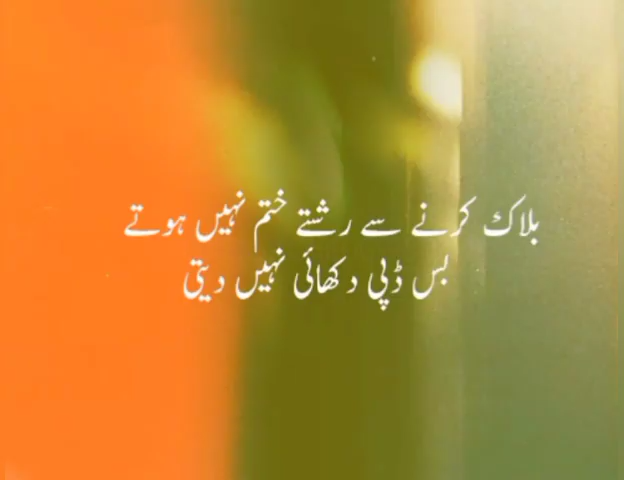 بلاک کرنے سے رشتے ختم نہیں ہوتے
بس ڈپی دکھائی نہیں دیتی